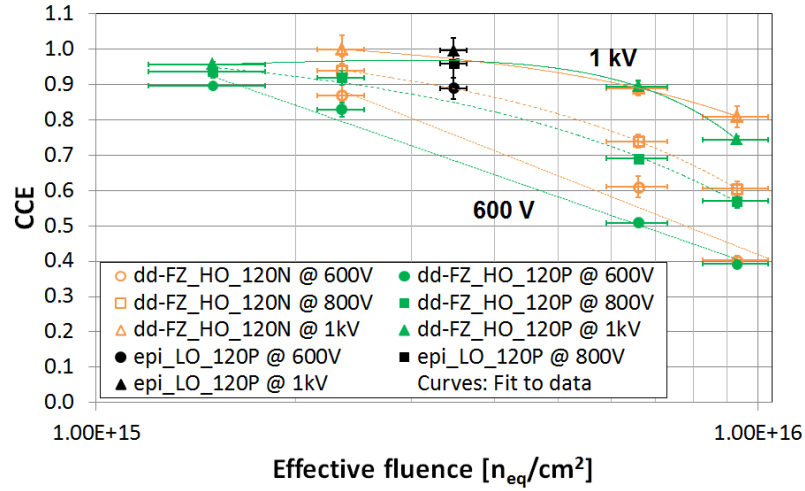 CCE
1.1
1.0
0.9
0.8
0.7
0.6
0.5
0.4
0.3
0.2
0.1
0.0
1 kV
600 V
dd-FZ_HO_120N @ 600V
dd-FZ_HO_120P @ 600V
dd-FZ_HO_120N @ 800V
dd-FZ_HO_120P @ 800V
dd-FZ_HO_120N @ 1kV
dd-FZ_HO_120P @ 1kV
epi_LO_120P @ 600V
epi_LO_120P @ 800V
epi_LO_120P @ 1kV
Curves: Fit to data
1.00E+15
1.00E+16
Effective fluence [n_eq/cm²]